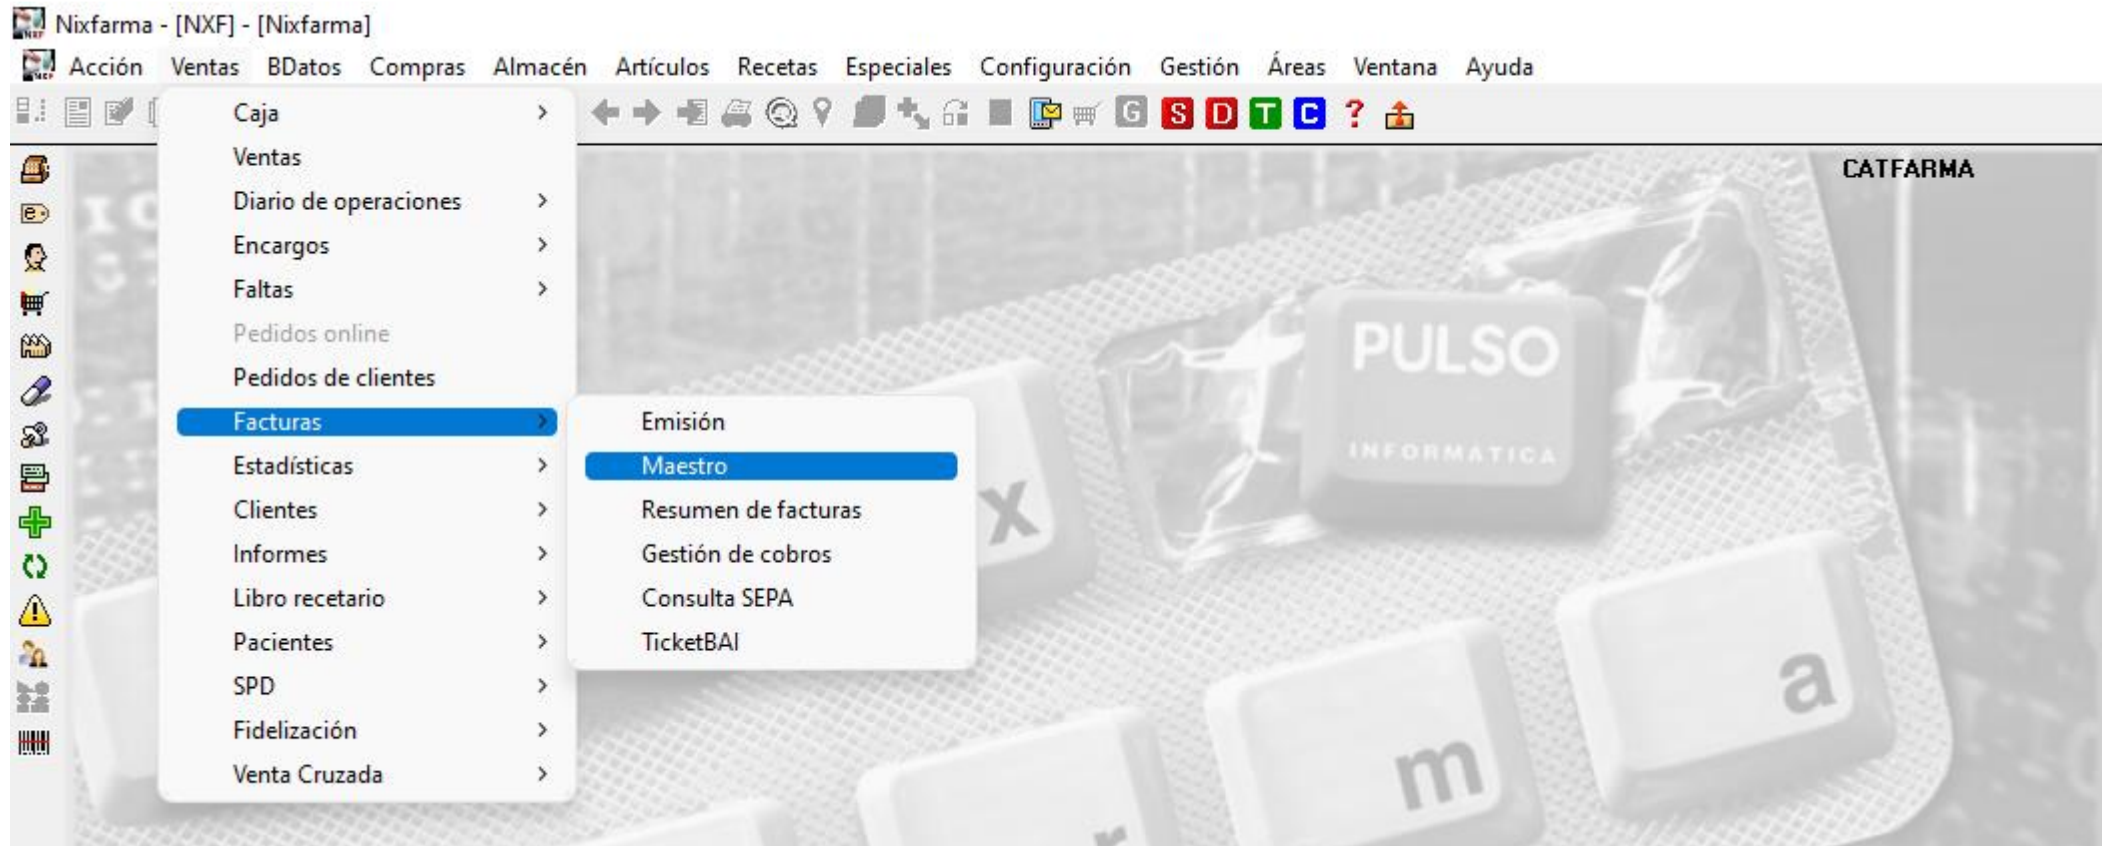 Nixfarma - [NXF] - [Nixfarma]
Acción Ventas BDatos Compras Almacén Artículos Recetas Especiales Configuración Gestión Áreas Ventana Ayuda
G S D T C ?
CATFARMA
Caja
Ventas
Diario de operaciones
Encargos
Faltas
Pedidos online
Pedidos de clientes
Facturas
Estadísticas
Clientes
Informes
Libro recetario
Pacientes
SPD
Fidelización
Venta Cruzada
Emisión
Maestro
Resumen de facturas
Gestión de cobros
Consulta SEPA
TicketBAI
PULSO
INFORMATICA
x
a
m
r